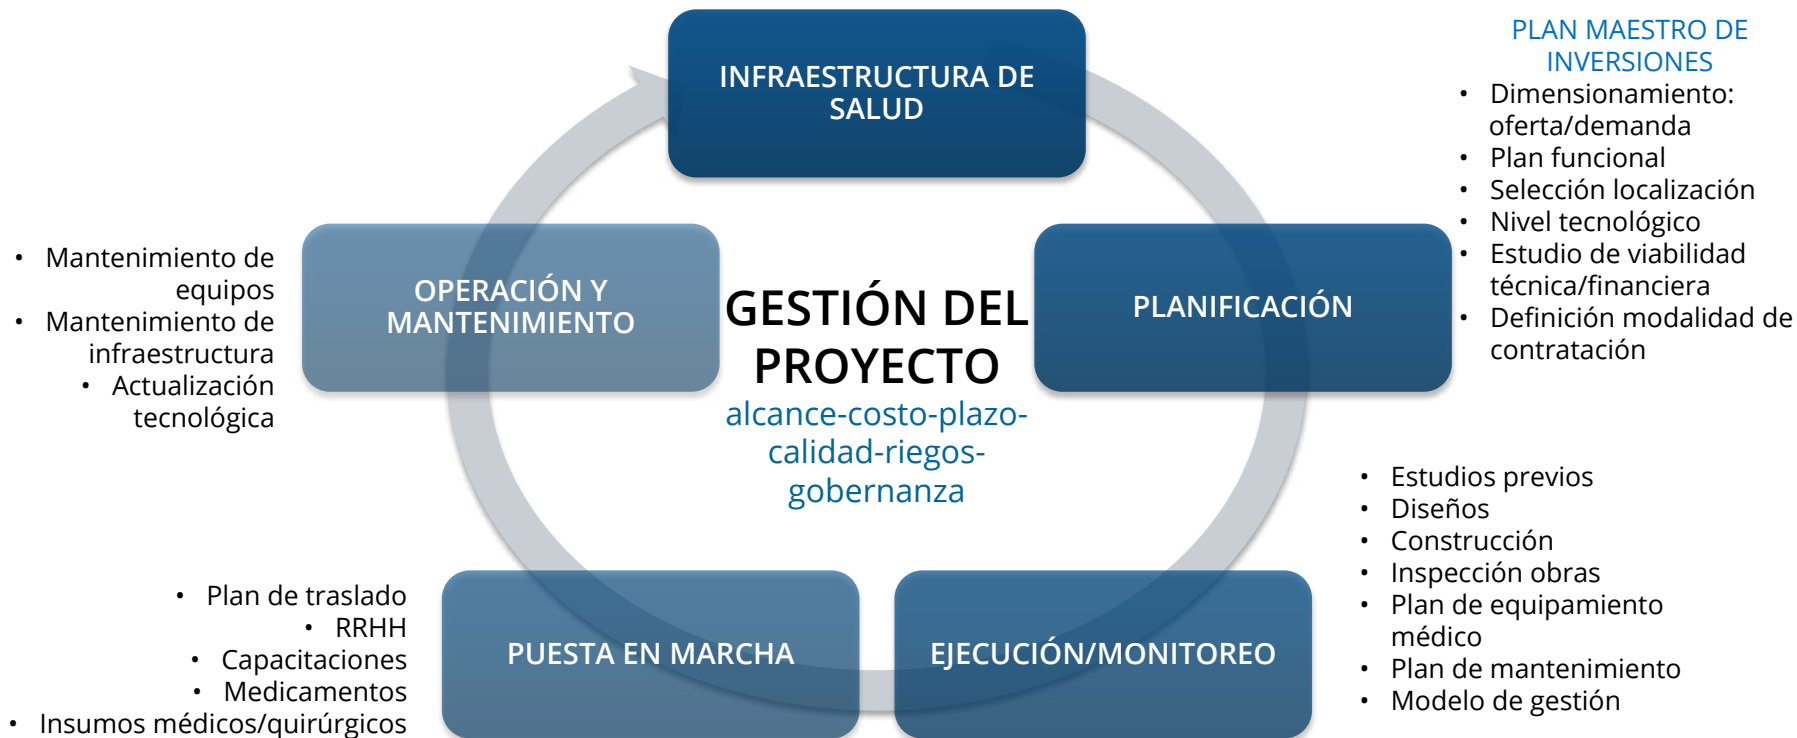 INFRAESTRUCTURA DE
SALUD
PLAN MAESTRO DE
INVERSIONES
• Dimensionamiento:
oferta/demanda
• Plan funcional
• Selección localización
• Nivel tecnológico
• Estudio de viabilidad
técnica/financiera
• Definición modalidad de
contratación
PLANIFICACIÓN
GESTIÓN DEL
PROYECTO
alcance-costo-plazo-
calidad-riegos-
gobernanza
OPERACIÓN Y
MANTENIMIENTO
• Mantenimiento de
equipos
• Mantenimiento de
infraestructura
• Actualización
tecnológica
• Estudios previos
• Diseños
• Construcción
• Inspección obras
• Plan de equipamiento
médico
• Plan de mantenimiento
• Modelo de gestión
EJECUCIÓN/MONITOREO
PUESTA EN MARCHA
• Plan de traslado
• RRHH
• Capacitaciones
• Medicamentos
• Insumos médicos/quirúrgicos